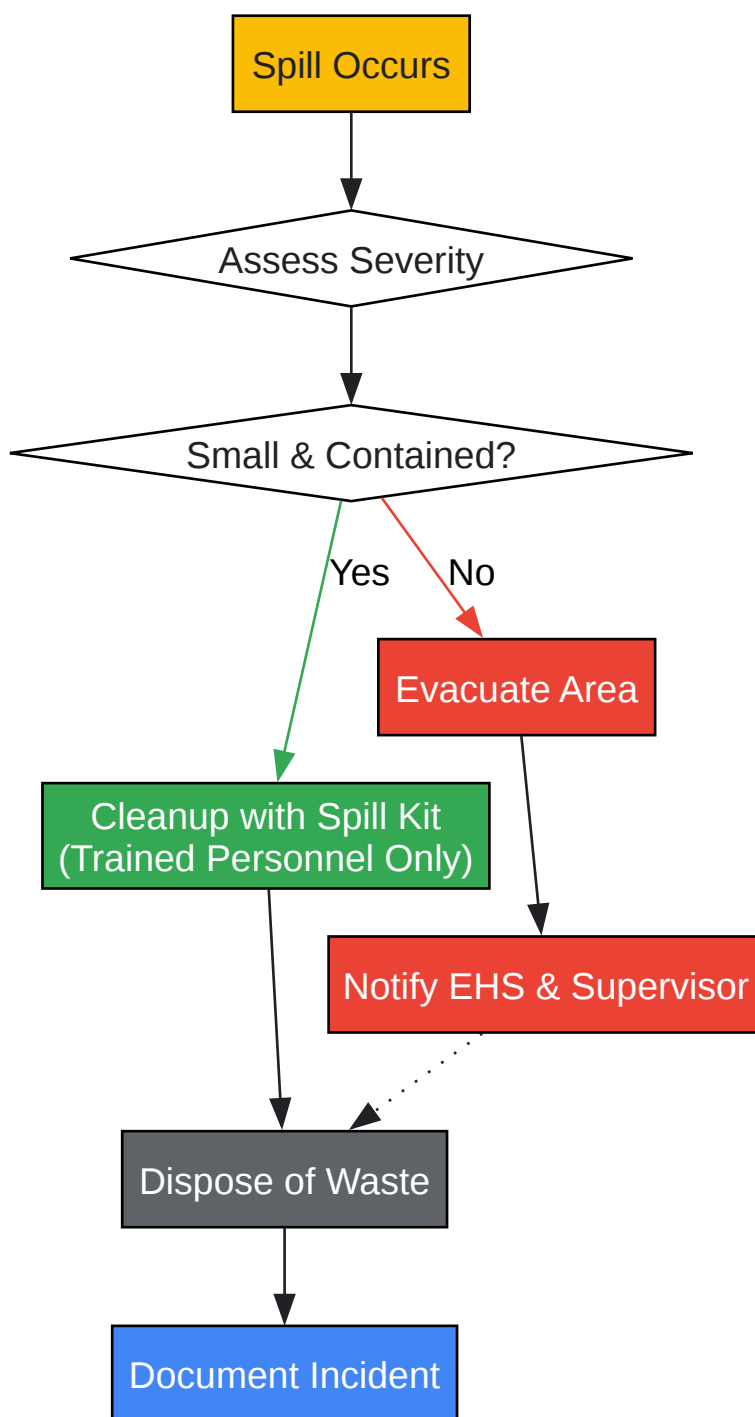 Spill Occurs
Assess Severity
Small & Contained?
Yes
No
Evacuate Area
Cleanup with Spill Kit
(Trained Personnel Only)
Notify EHS & Supervisor
Dispose of Waste
Document Incident